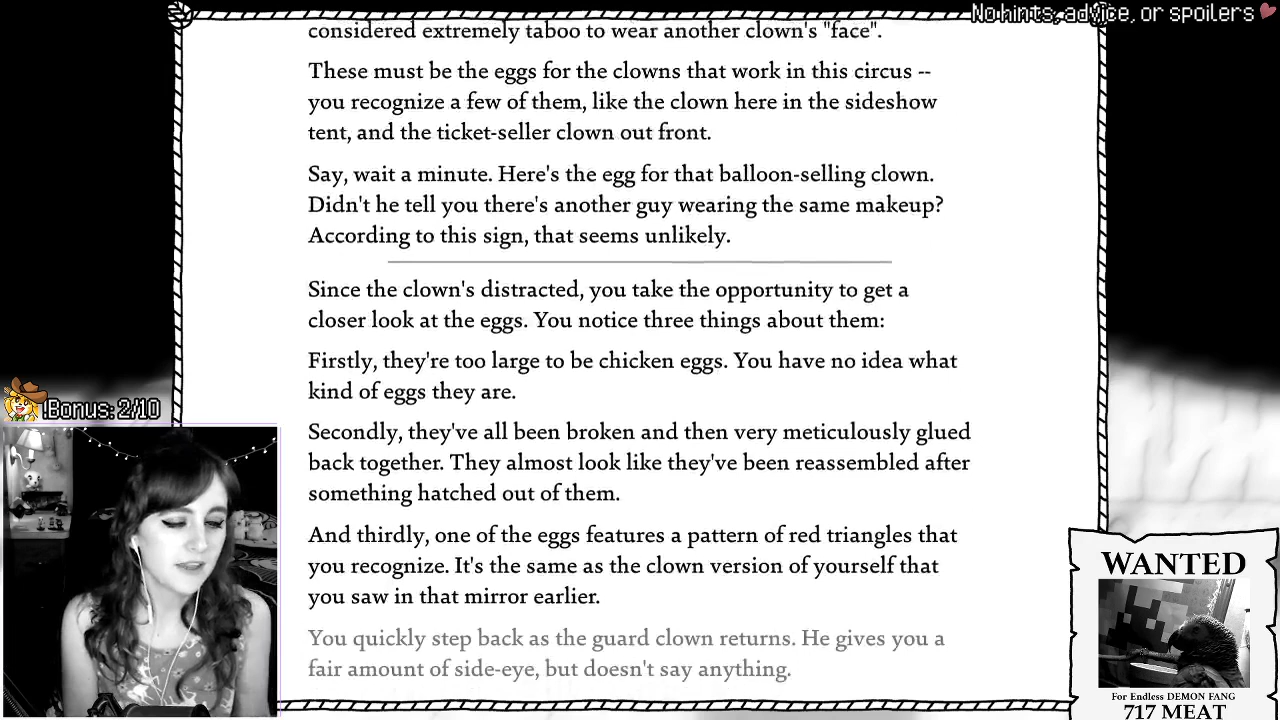 No hints, advice, or spoilers
considered extremely taboo to wear another clown's "face".
These must be the eggs for the clowns that work in this circus --
you recognize a few of them, like the clown here in the sideshow
tent, and the ticket-seller clown out front.
Say, wait a minute. Here's the egg for that balloon-selling clown.
Didn't he tell you there's another guy wearing the same makeup?
According to this sign, that seems unlikely.
Since the clown's distracted, you take the opportunity to get a
closer look at the eggs. You notice three things about them:
Firstly, they're too large to be chicken eggs. You have no idea what
kind of eggs they are.
Secondly, they've all been broken and then very meticulously glued
back together. They almost look like they've been reassembled after
something hatched out of them.
And thirdly, one of the eggs features a pattern of red triangles that
you recognize. It's the same as the clown version of yourself that
you saw in that mirror earlier.
You quickly step back as the guard clown returns. He gives you a
fair amount of side-eye, but doesn't say anything.
!Bonus: 2/10
WANTED
For Endless DEMON FANG
717 MEAT